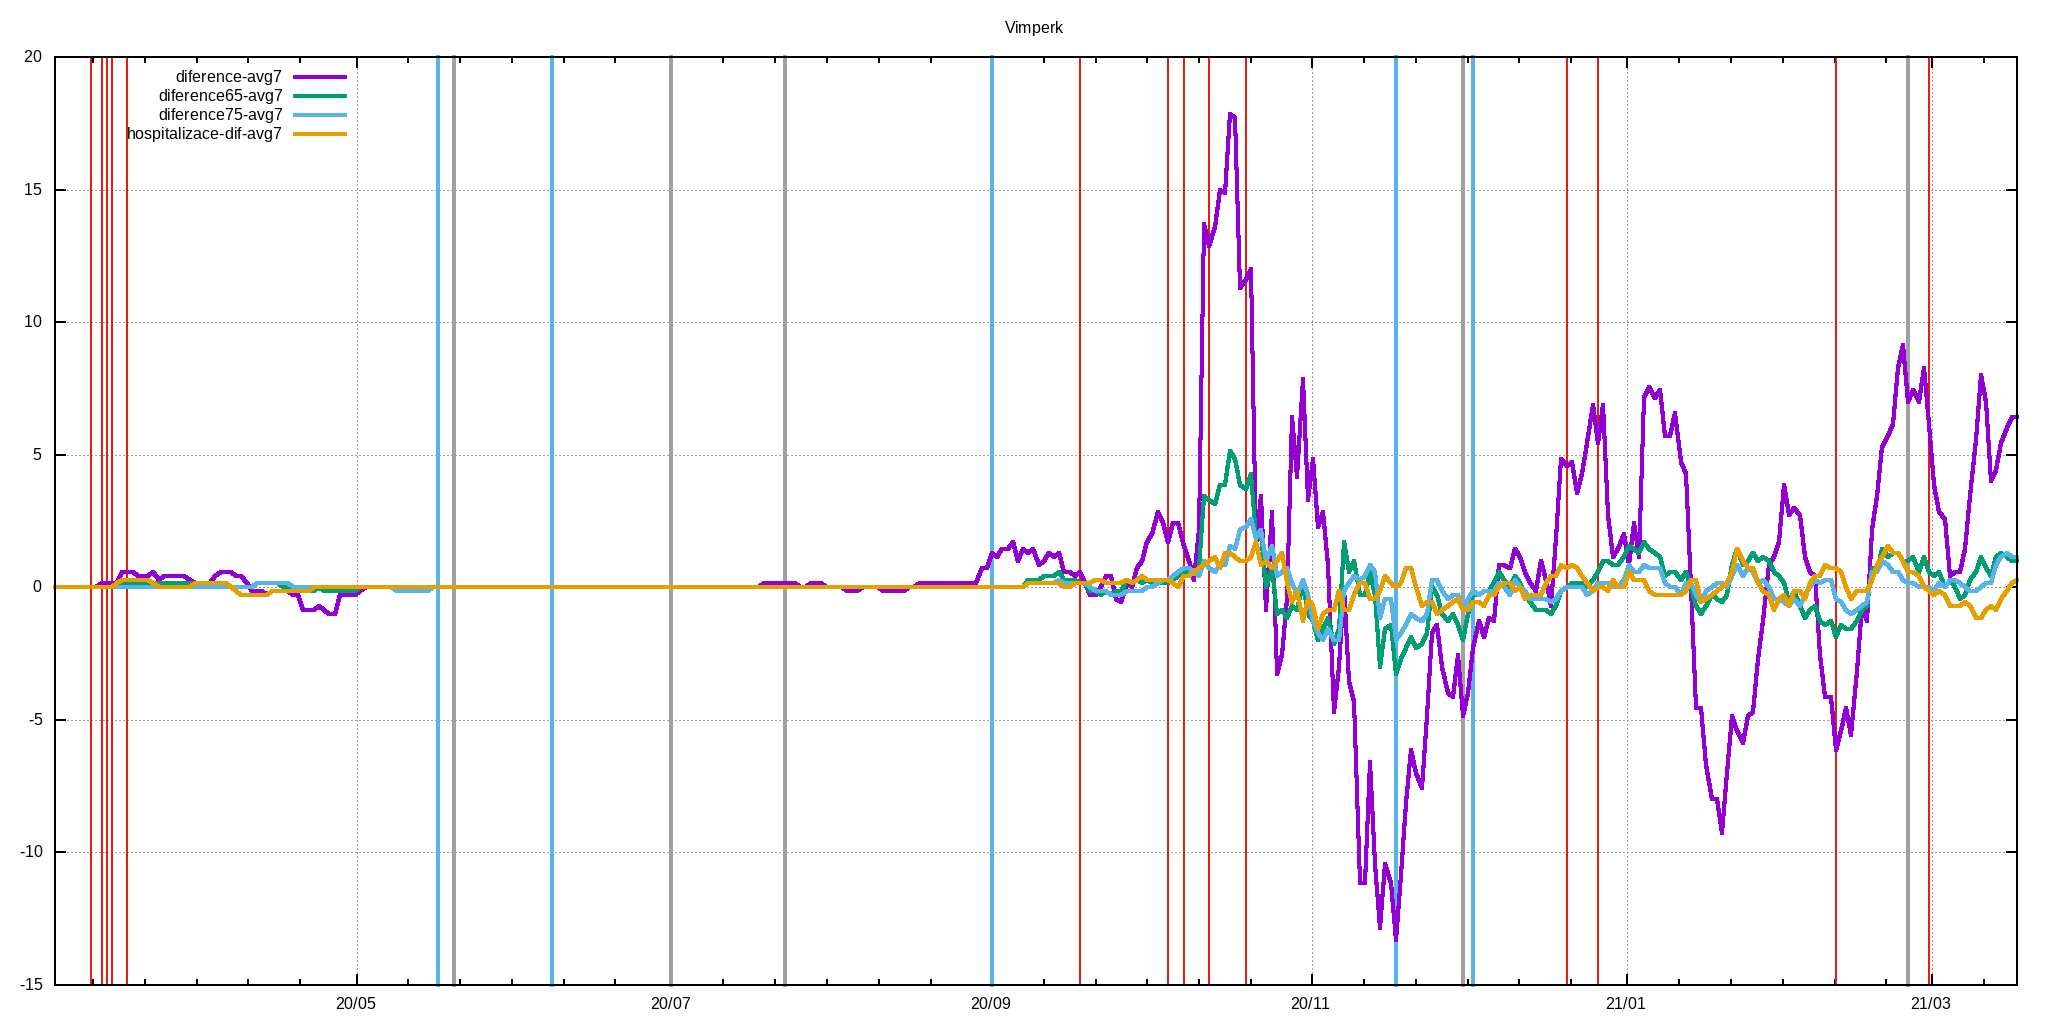 Vimperk
20
15
10
5
0
-5
-10
-15
diference-avg7
diference65-avg7
diference75-avg7
hospitalizace-dif-avg7
20/05 20/07 20/09 20/11 21/01 21/03